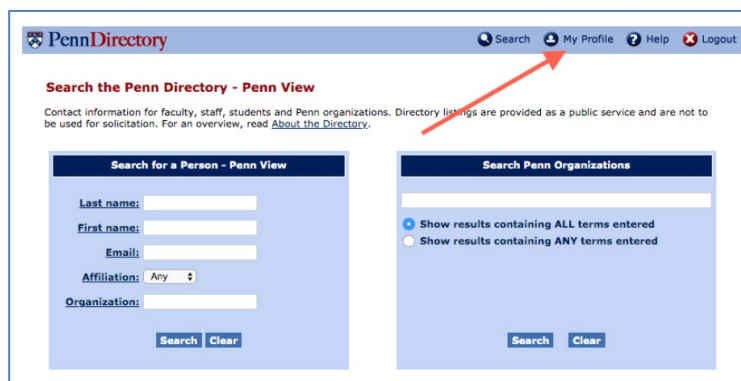 PennDirectory
Search My Profile Help Logout
Search the Penn Directory - Penn View
Contact information for faculty, staff, students and Penn organizations. Directory listings are provided as a public service and are not to
be used for solicitation. For an overview, read About the Directory.
Search for a Person - Penn View
Last name:
First name:
Email:
Affiliation: Any
Organization:
Search Clear
Search Penn Organizations
Show results containing ALL terms entered
Show results containing ANY terms entered
Search Clear